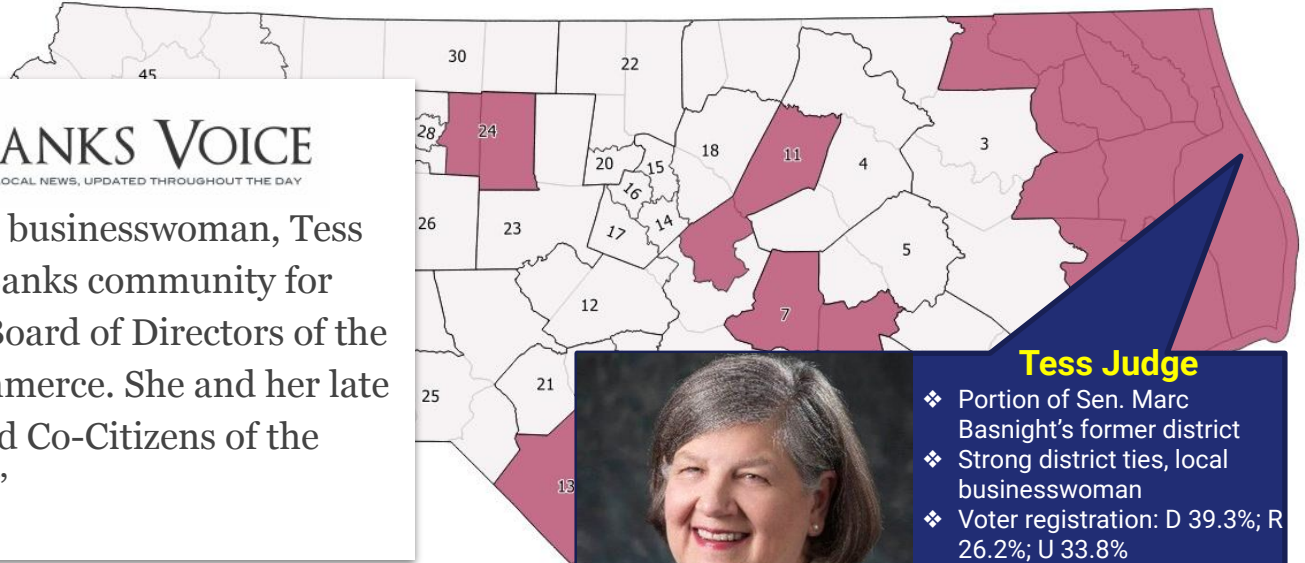 45
30
22
28
24
20
15
18
11
4
3
16
26
23
17
14
5
12
7
25
21
13
ANKS VOICE
OCAL NEWS, UPDATED THROUGHOUT THE DAY
businesswoman, Tess
anks community for
Board of Directors of the
merce. She and her late
d Co-Citizens of the
”
Tess Judge
❖ Portion of Sen. Marc
Basnight’s former district
❖ Strong district ties, local
businesswoman
❖ Voter registration: D 39.3%; R
26.2%; U 33.8%